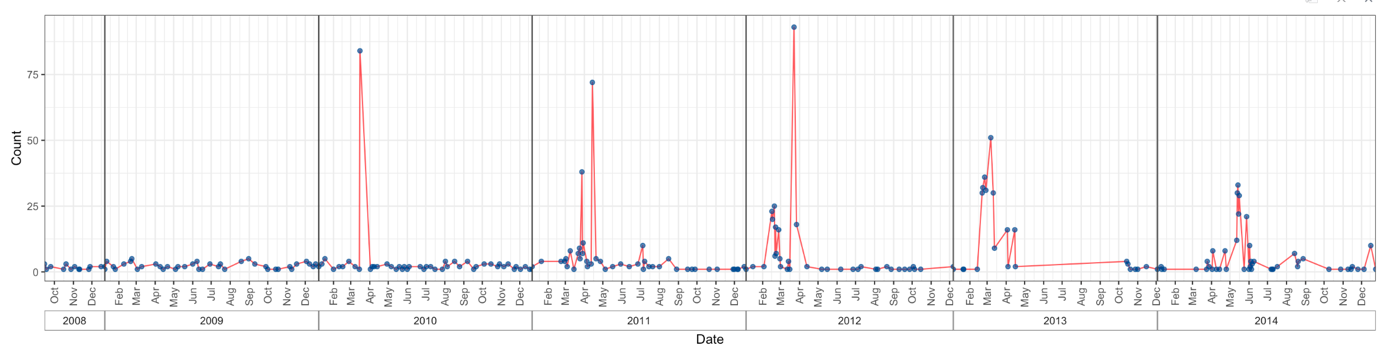 75
50
25
0
Count
Oct Nov Dec Feb Mar Apr May Jun Jul Aug Sep Oct Nov Dec Feb Mar Apr May Jun Jul Aug Sep Oct Nov Dec Feb Mar Apr May Jun Jul Aug Sep Oct Nov Dec Feb Mar Apr May Jun Jul Aug Sep Oct Nov Feb Mar Apr May Jun Jul Aug Sep Oct Nov Dec Feb Mar Apr May Jun Jul Aug Sep Oct Nov Dec
2008 2009 2010 2011 2012 2013 2014
Date